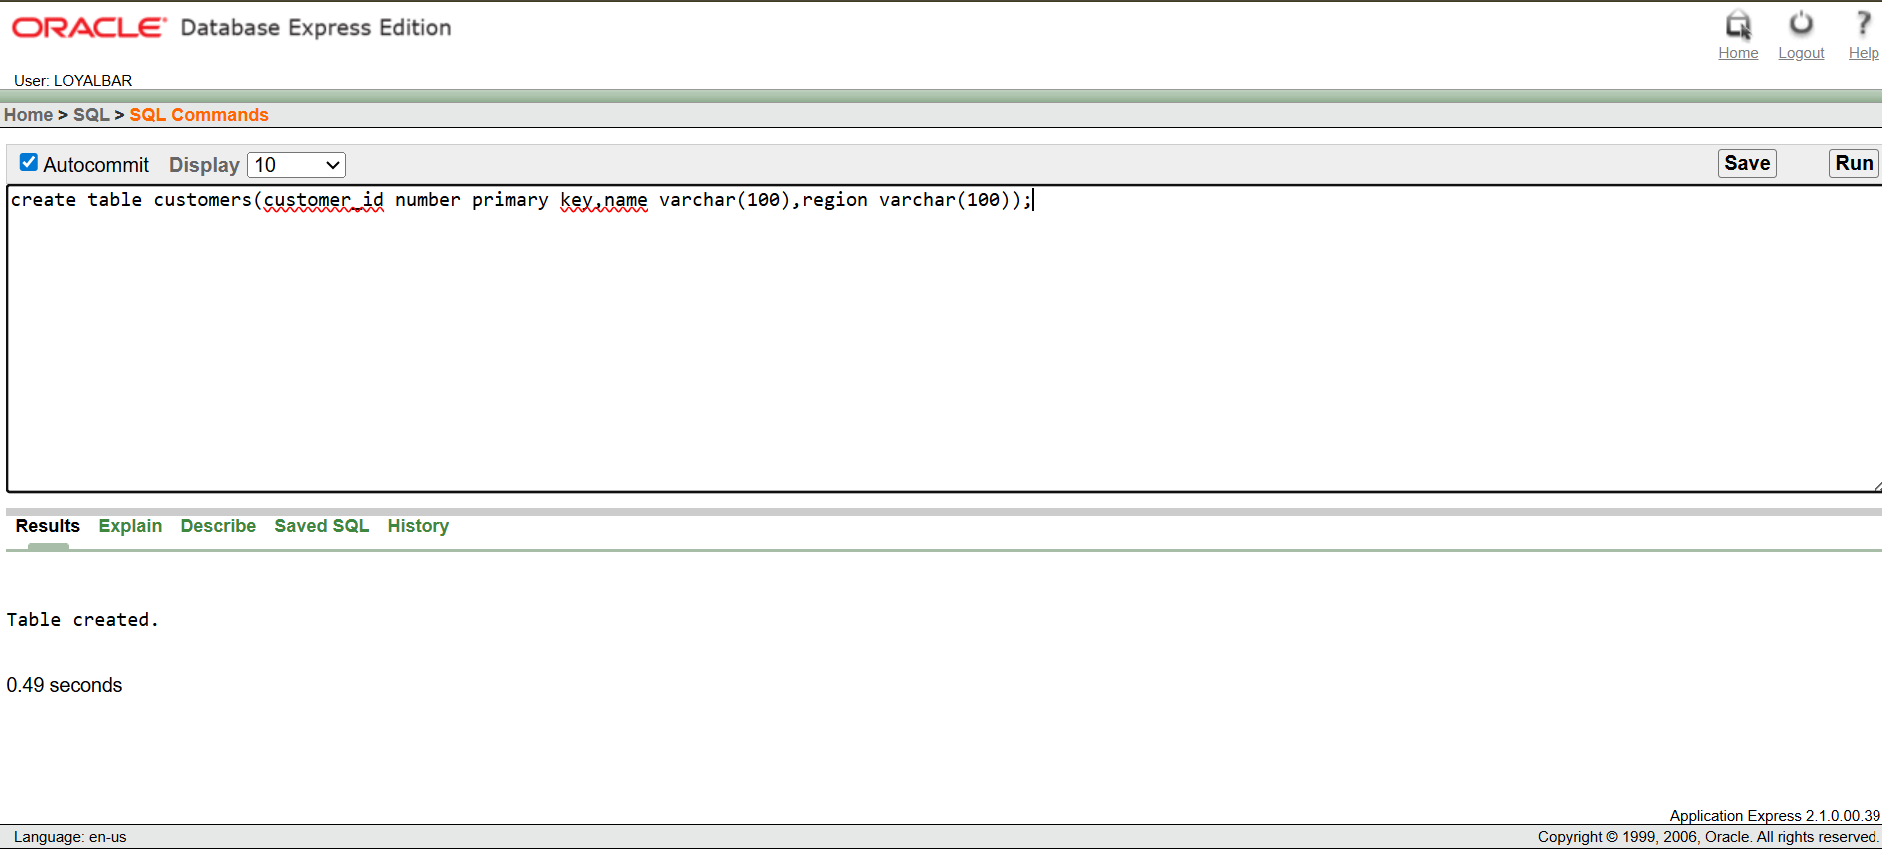 ORACLE Database Express Edition
Home Logout Help
User: LOYALBAR
Home > SQL > SQL Commands
Autocommit Display 10 Save Run
create table customers(customer_id number primary key,name varchar(100),region varchar(100));
Results Explain Describe Saved SQL History
Table created.
0.49 seconds
Application Express 2.1.0.00.39
Language: en-us Copyright © 1999, 2006, Oracle. All rights reserved.